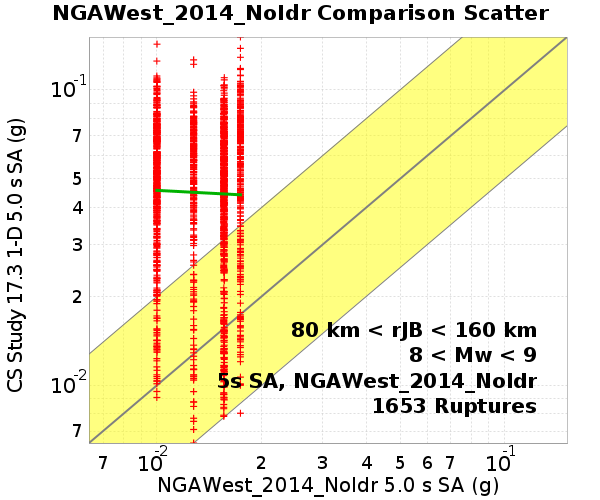 NGAWest_2014_NoIdr Comparison Scatter
CS Study 17.3 1-D 5.0 s SA (g)
10^-1
7
5
4
3
2
10^-2
7
80 km < rJB < 160 km
8 < Mw < 9
5s SA, NGAWest_2014_NoIdr
1653 Ruptures
7 10^-2 2 3 4 5 7 10^-1
NGAWest_2014_NoIdr 5.0 s SA (g)